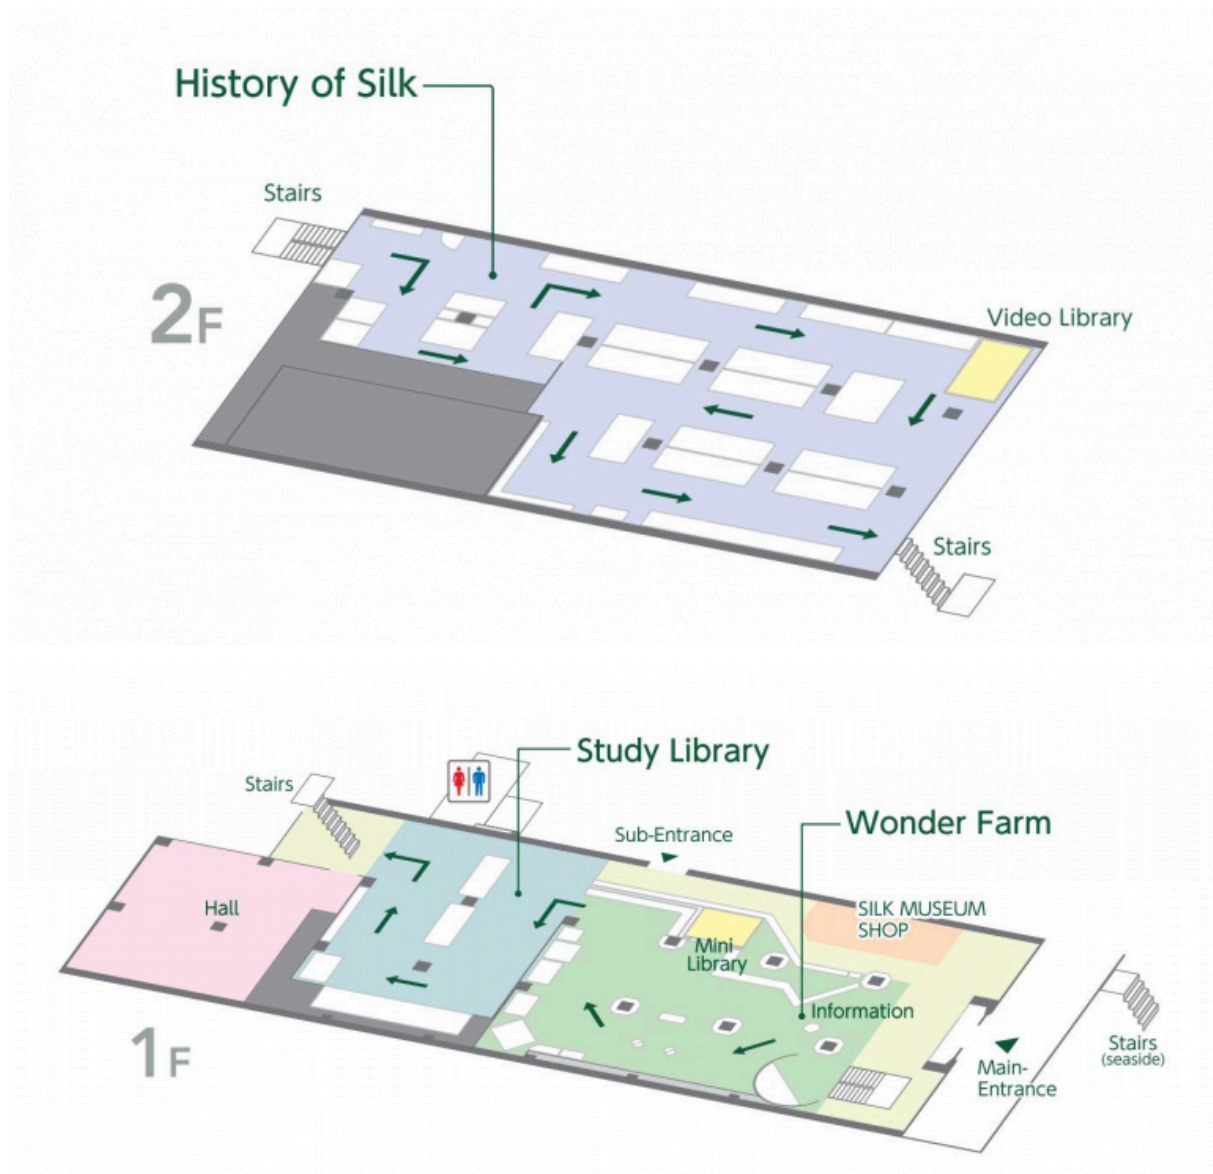 History of Silk
Stairs
2F
Video Library
Stairs
Study Library
Stairs
Wonder Farm
Sub-Entrance
SILK MUSEUM
SHOP
Hall
Mini
Library
Information
1F
Main-
Entrance
Stairs
(seaside)